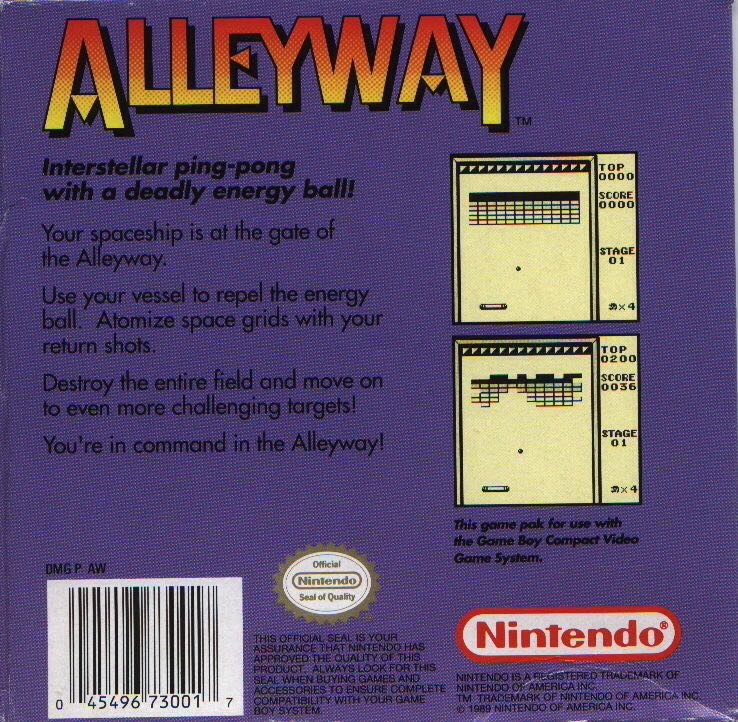 ALLEYWAY
TM
Interstellar ping-pong
with a deadly energy ball!
Your spaceship is at the gate of
the Alleyway.
Use your vessel to repel the energy
ball. Atomize space grids with your
return shots.
Destroy the entire field and move on
to even more challenging targets!
You're in command in the Alleyway!
TOP
0000
SCORE
0000
STAGE
01
×4
TOP
0200
SCORE
0036
STAGE
01
×4
This game pak for use with
the Game Boy Compact Video
Game System.
DMG P AW
0 45496 73001 7
Official
Nintendo
Seal of Quality
THIS OFFICIAL SEAL IS YOUR
ASSURANCE THAT NINTENDO HAS
APPROVED THE QUALITY OF THIS
PRODUCT. ALWAYS LOOK FOR THIS
SEAL WHEN BUYING GAMES AND
ACCESSORIES TO ENSURE COMPLETE
COMPATIBILITY WITH YOUR GAME
BOY SYSTEM.
Nintendo®
NINTENDO IS A REGISTERED TRADEMARK OF
NINTENDO OF AMERICA INC.
TM TRADEMARK OF NINTENDO OF AMERICA INC.
© 1989 NINTENDO OF AMERICA INC.